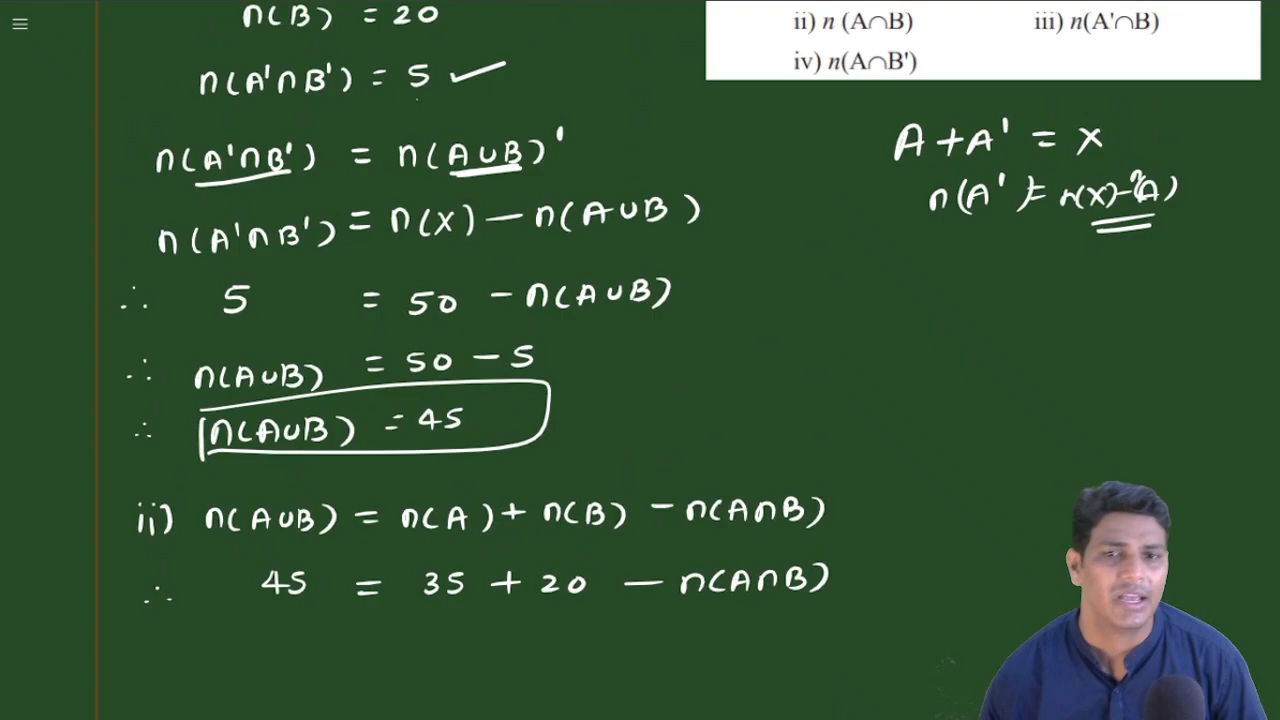 n(B) = 20
ii) n (A∩B) iii) n(A'∩B)
iv) n(A∩B')
n(A'∩B') = 5 ✓
A + A' = X
n(A'∩B') = n(A∪B)'
n(A') = n(X) -
n(A'∩B') = n(X) - n(A∪B)
∴ 5 = 50 - n(A∪B)
∴ n(A∪B) = 50 - 5
∴ n(A∪B) = 45
ii) n(A∪B) = n(A) + n(B) - n(A∩B)
∴ 45 = 35 + 20 - n(A∩B)